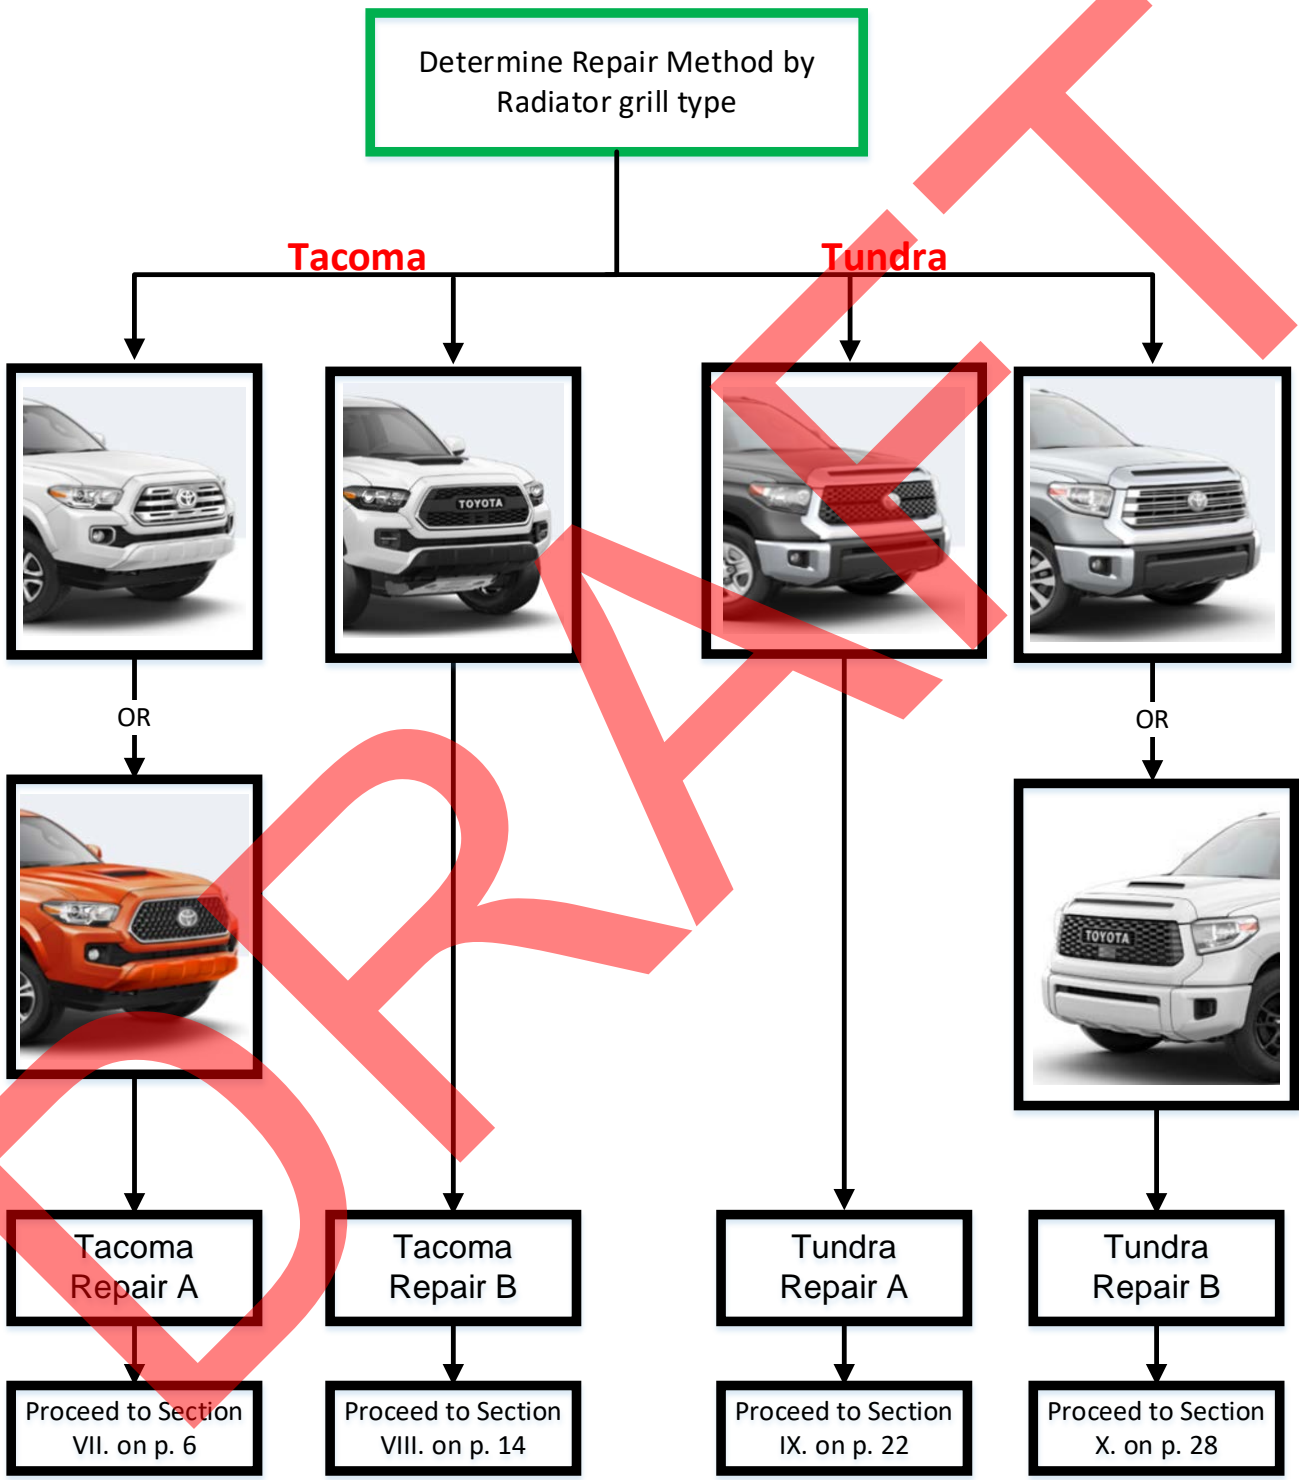 Determine Repair Method by
Radiator grill type
Tacoma
Tundra
TOYOTA
OR
OR
TOYOTA
Tacoma
Repair A
Tacoma
Repair B
Tundra
Repair A
Tundra
Repair B
Proceed to Section
VII. on p. 6
Proceed to Section
VIII. on p. 14
Proceed to Section
IX. on p. 22
Proceed to Section
X. on p. 28
DRAFT